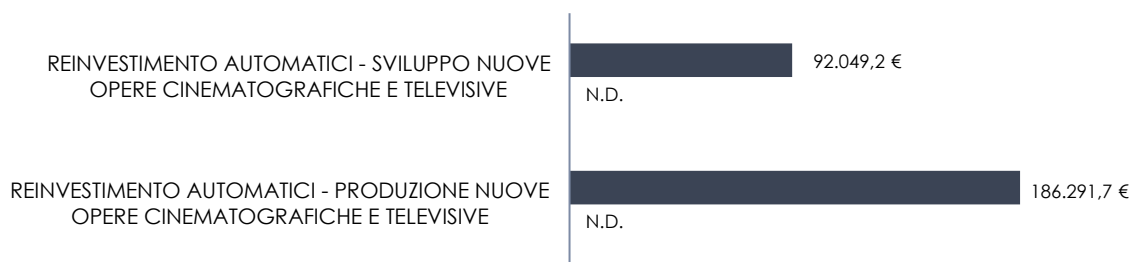 REINVESTIMENTO AUTOMATICI - SVILUPPO NUOVE
OPERE CINEMATOGRAFICHE E TELEVISIVE
92.049,2 €
N.D.
REINVESTIMENTO AUTOMATICI - PRODUZIONE NUOVE
OPERE CINEMATOGRAFICHE E TELEVISIVE
186.291,7 €
N.D.